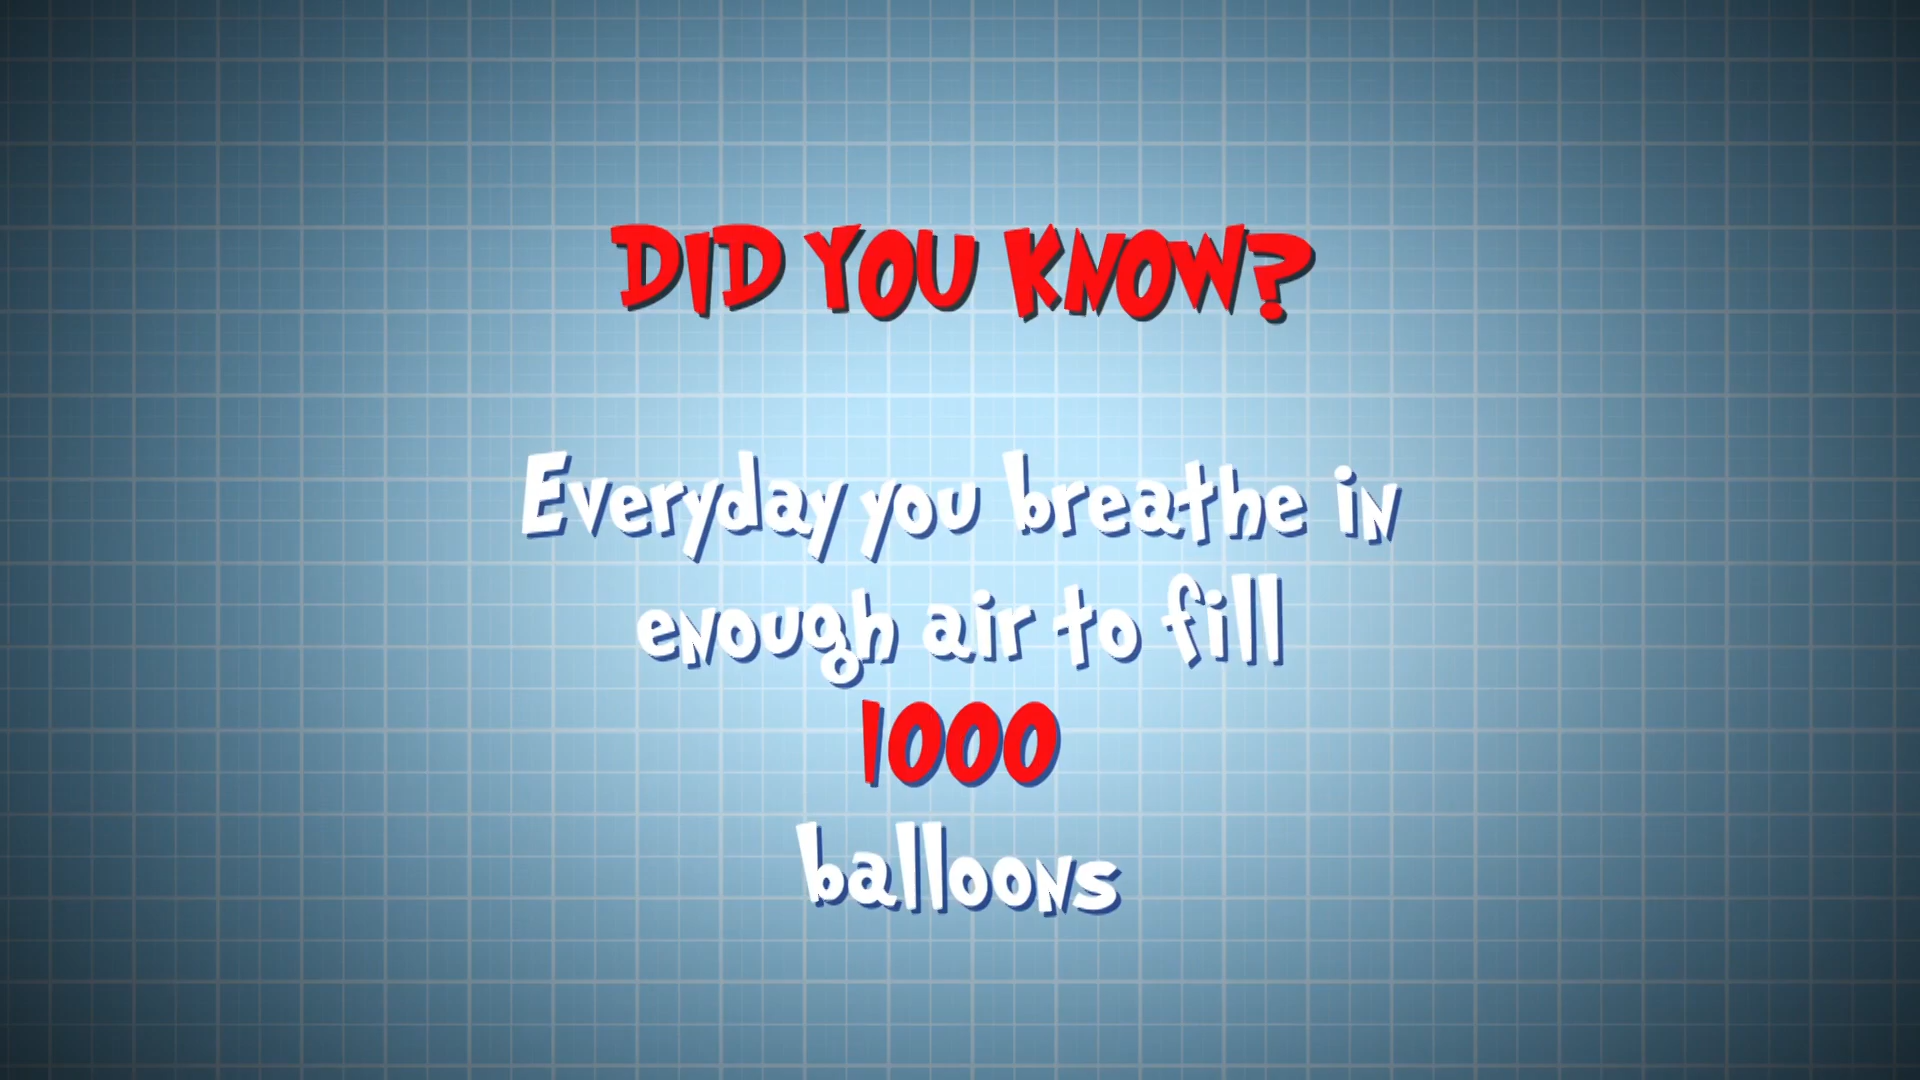 DID YOU KNOW?
Everyday you breathe in
enough air to fill
1000
balloons